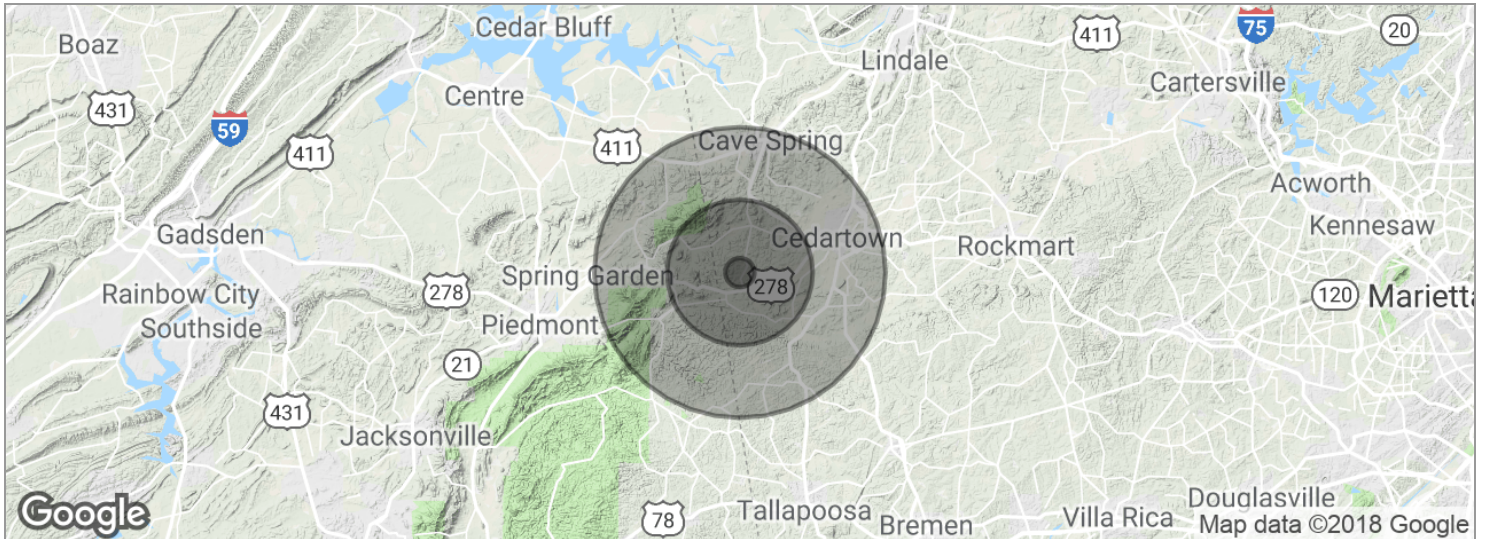 Cedar Bluff
75
20
411
Boaz
Lindale
Cartersville
Centre
431
59
411
411
Cave Spring
Acworth
Kennesaw
Gadsden
Cedartown
Rockmart
Spring Garden
278
278
120
Marietta
Rainbow City
Southside
Piedmont
21
431
Jacksonville
Google
78
Tallapoosa
Bremen
Villa Rica
Douglasville
Map data ©2018 Google